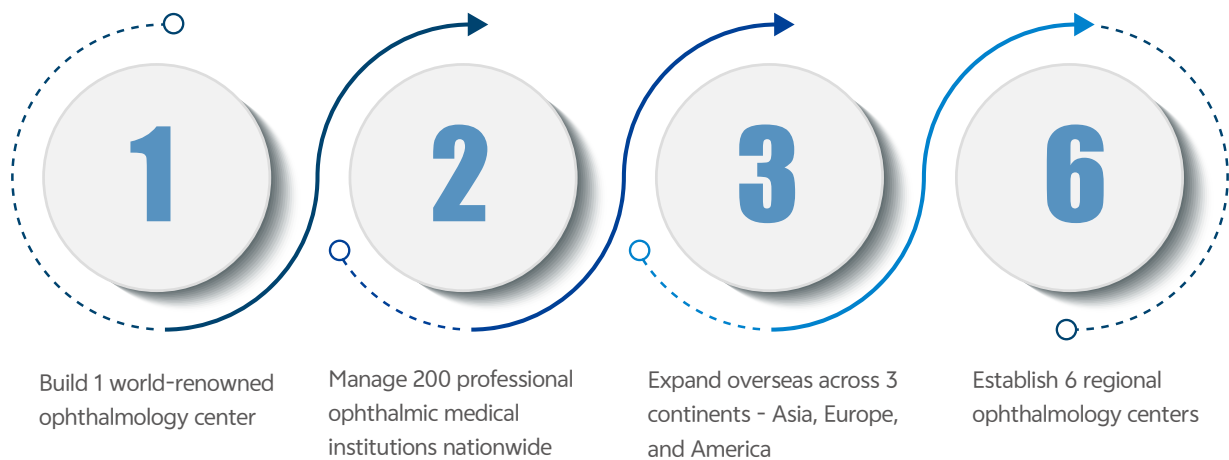 1
2
3
6
Build 1 world-renowned
ophthalmology center
Manage 200 professional
ophthalmic medical
institutions nationwide
Expand overseas across 3
continents - Asia, Europe,
and America
Establish 6 regional
ophthalmology centers